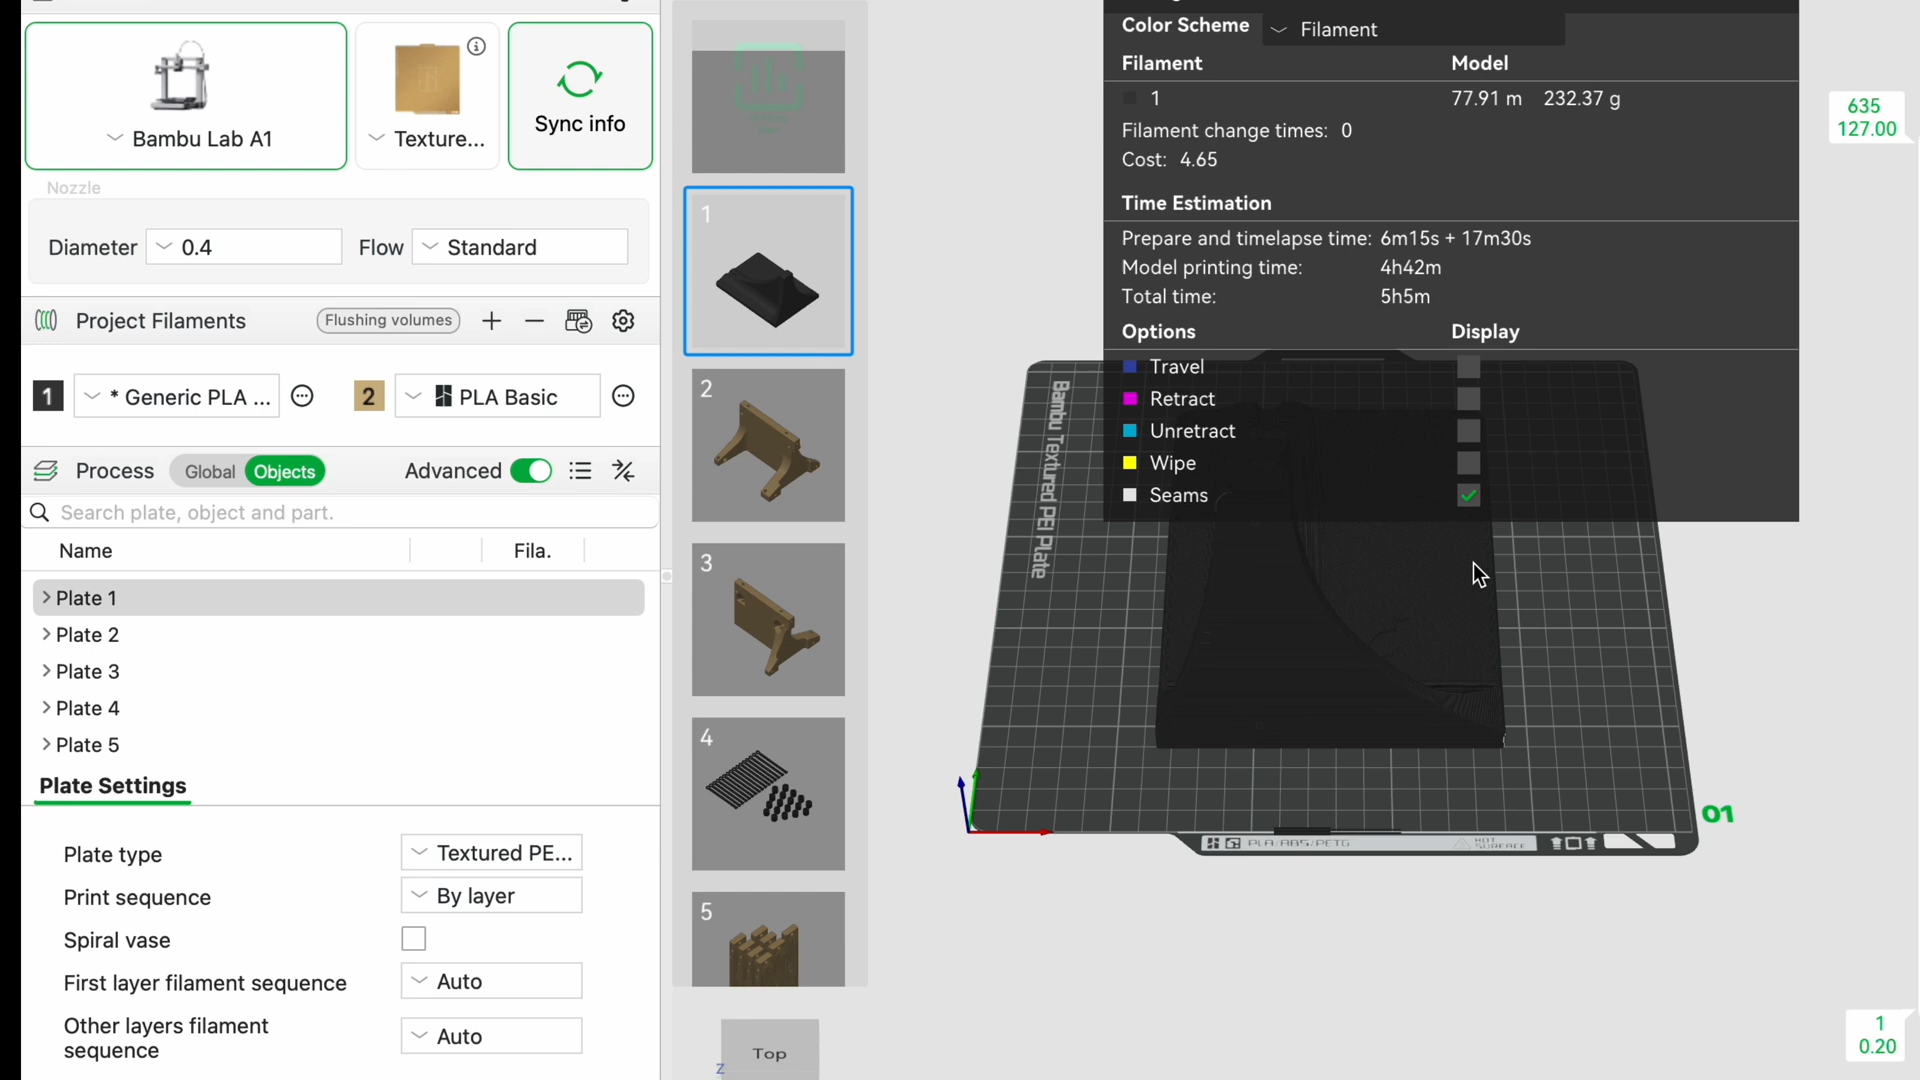 Bambu Lab A1
Texture...
Sync info
Nozzle
Diameter
0.4
Flow
Standard
Project Filaments
Flushing volumes
1
* Generic PLA ...
2
PLA Basic
Process
Global
Objects
Advanced
Search plate, object and part.
Name
Fila.
Plate 1
Plate 2
Plate 3
Plate 4
Plate 5
Plate Settings
Plate type
Textured PE...
Print sequence
By layer
Spiral vase
First layer filament sequence
Auto
Other layers filament
sequence
Auto
1
2
3
4
5
Top
Z
Color Scheme
Filament
Filament
Model
1
77.91 m
232.37 g
Filament change times: 0
Cost: 4.65
Time Estimation
Prepare and timelapse time: 6m15s + 17m30s
Model printing time: 4h42m
Total time: 5h5m
Options
Display
Travel
Retract
Unretract
Wipe
Seams
Bambu Textured PEI Plate
01
PLA/ABS/PETG
HOT
SURFACE
635
127.00
1
0.20